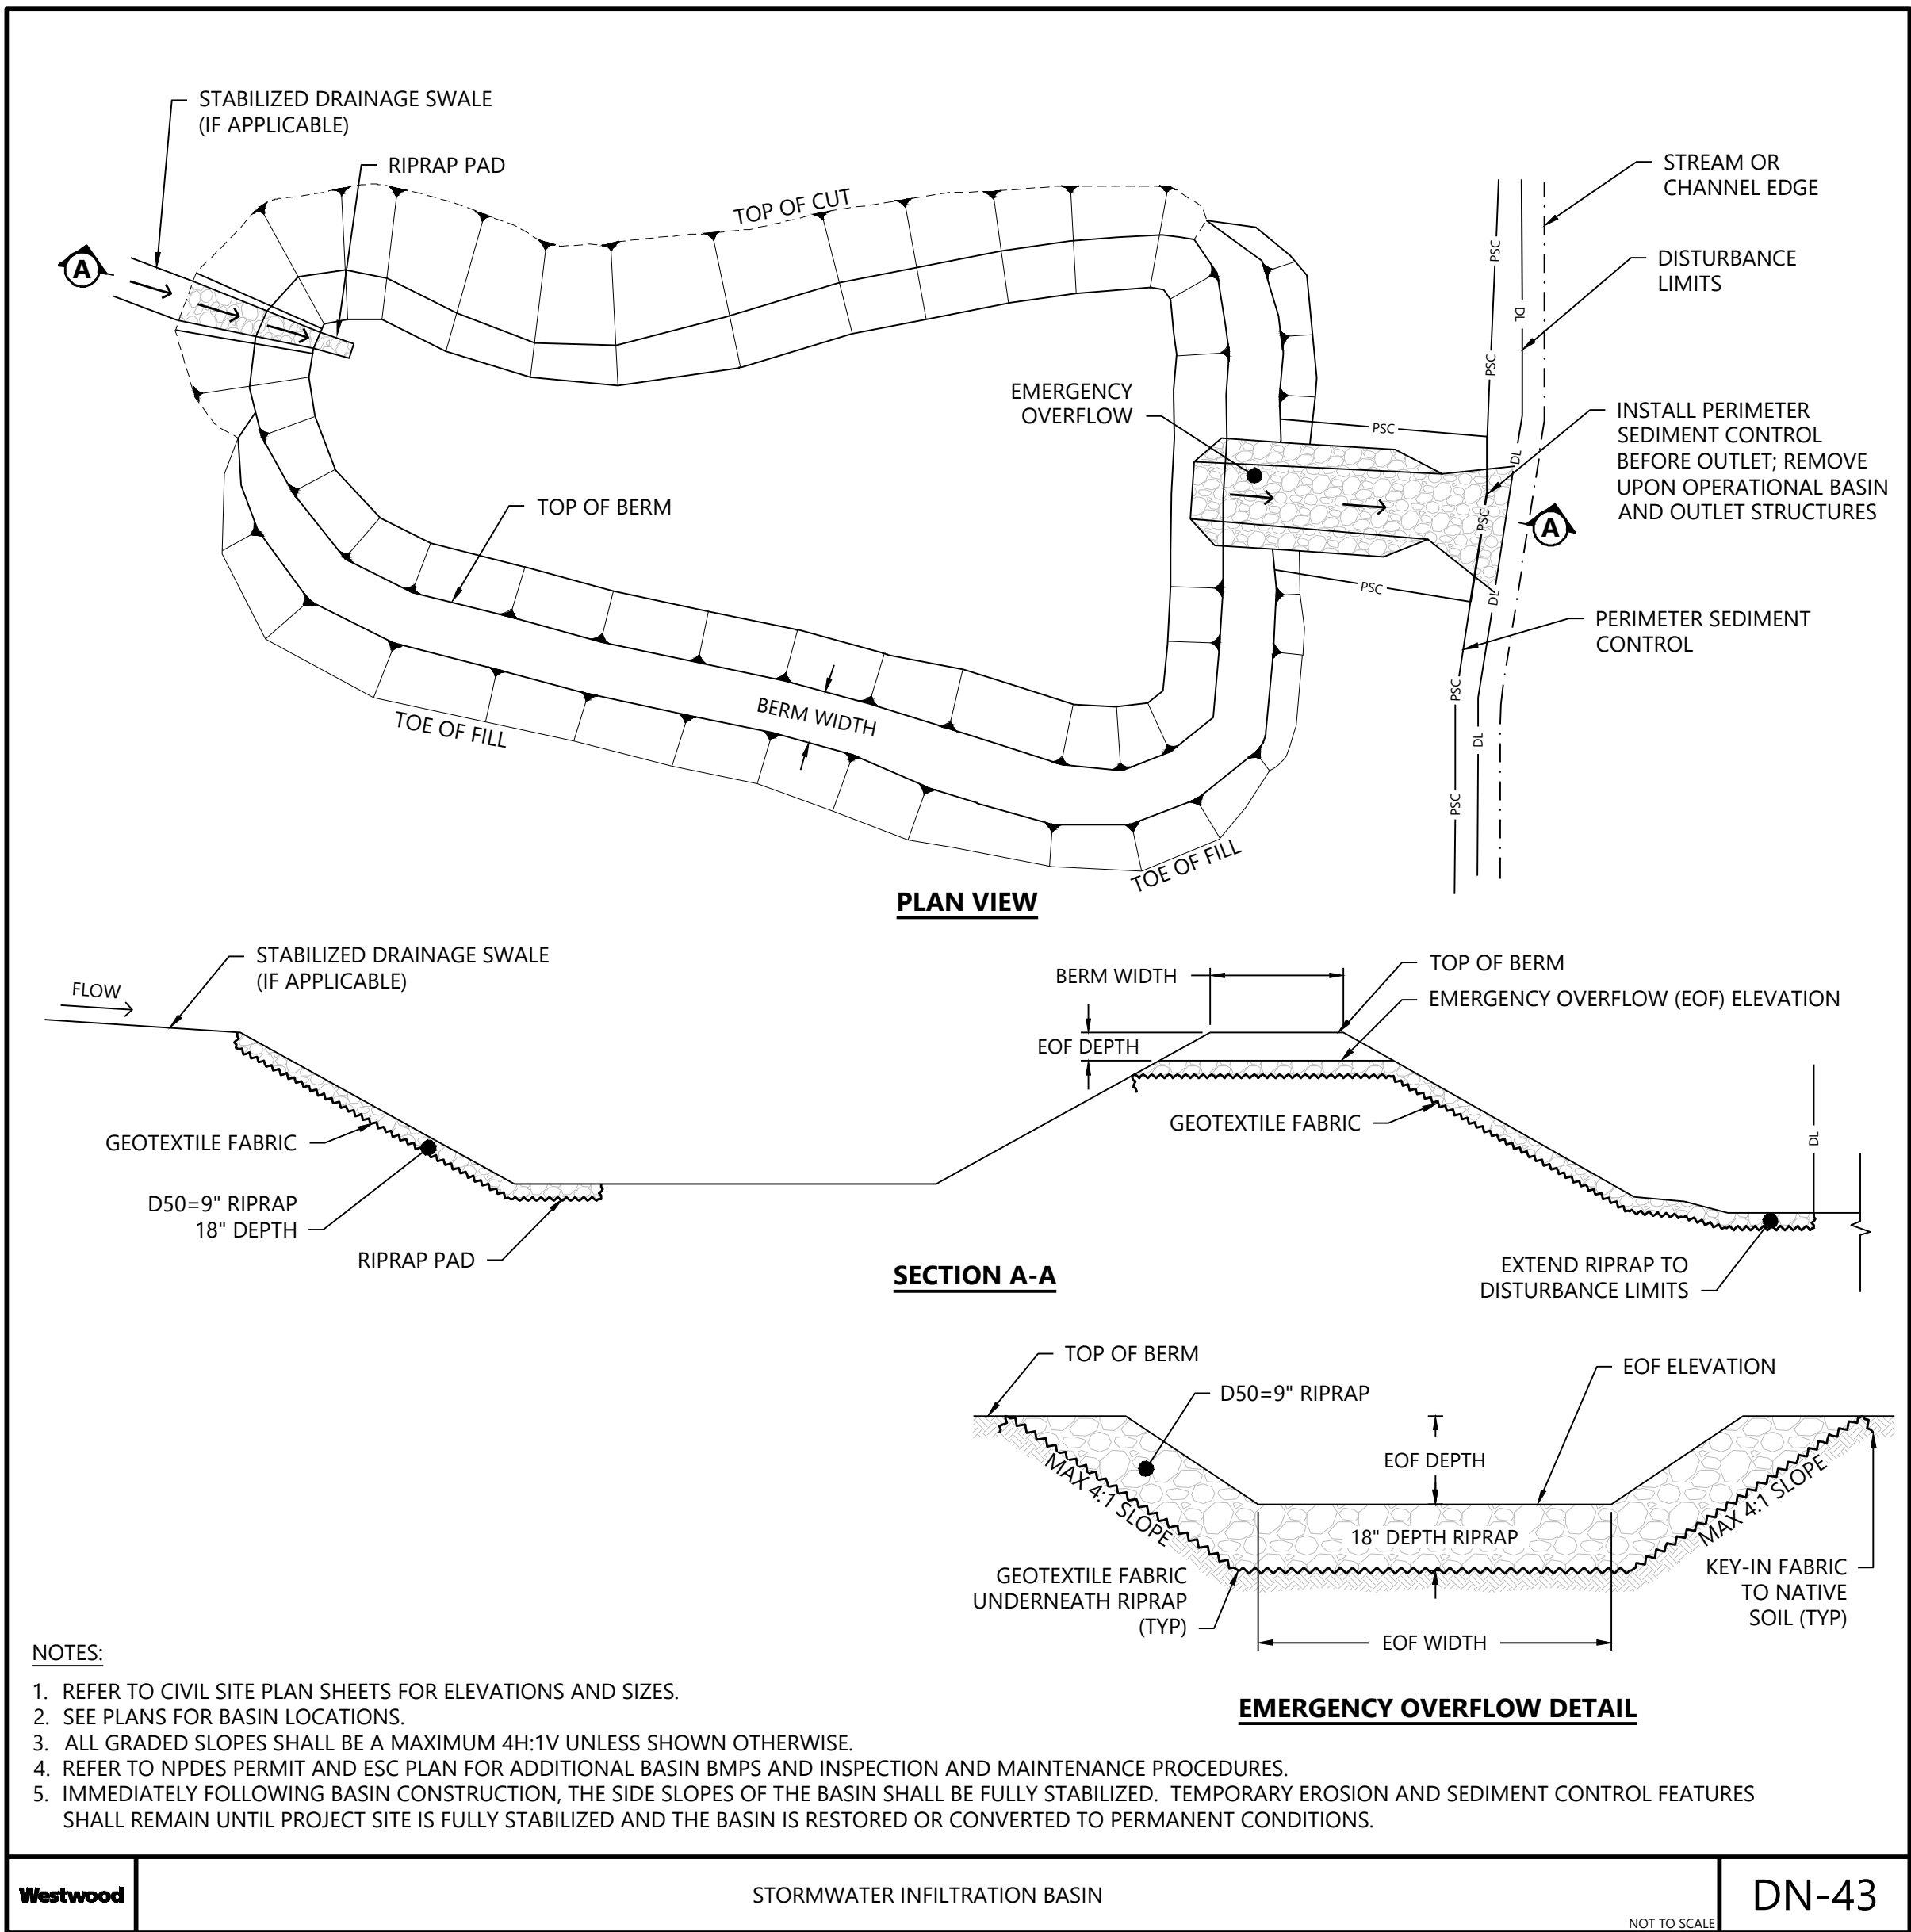 STABILIZED DRAINAGE SWALE
(IF APPLICABLE)
RIPRAP PAD
A
TOP OF CUT
STREAM OR
CHANNEL EDGE
DISTURBANCE
LIMITS
PSC
DL
PSC
EMERGENCY
OVERFLOW
PSC
INSTALL PERIMETER
SEDIMENT CONTROL
BEFORE OUTLET; REMOVE
UPON OPERATIONAL BASIN
AND OUTLET STRUCTURES
DL
PSC
A
TOP OF BERM
PSC
DL
PERIMETER SEDIMENT
CONTROL
PSC
DL
PSC
BERM WIDTH
TOE OF FILL
TOE OF FILL
PLAN VIEW
STABILIZED DRAINAGE SWALE
(IF APPLICABLE)
FLOW
BERM WIDTH
TOP OF BERM
EMERGENCY OVERFLOW (EOF) ELEVATION
EOF DEPTH
GEOTEXTILE FABRIC
GEOTEXTILE FABRIC
DL
D50=9" RIPRAP
18" DEPTH
RIPRAP PAD
EXTEND RIPRAP TO
DISTURBANCE LIMITS
SECTION A-A
TOP OF BERM
D50=9" RIPRAP
EOF ELEVATION
EOF DEPTH
MAX 4:1 SLOPE
MAX 4:1 SLOPE
18" DEPTH RIPRAP
GEOTEXTILE FABRIC
UNDERNEATH RIPRAP
(TYP)
KEY-IN FABRIC
TO NATIVE
SOIL (TYP)
EOF WIDTH
EMERGENCY OVERFLOW DETAIL
NOTES:
1. REFER TO CIVIL SITE PLAN SHEETS FOR ELEVATIONS AND SIZES.
2. SEE PLANS FOR BASIN LOCATIONS.
3. ALL GRADED SLOPES SHALL BE A MAXIMUM 4H:1V UNLESS SHOWN OTHERWISE.
4. REFER TO NPDES PERMIT AND ESC PLAN FOR ADDITIONAL BASIN BMPS AND INSPECTION AND MAINTENANCE PROCEDURES.
5. IMMEDIATELY FOLLOWING BASIN CONSTRUCTION, THE SIDE SLOPES OF THE BASIN SHALL BE FULLY STABILIZED. TEMPORARY EROSION AND SEDIMENT CONTROL FEATURES
SHALL REMAIN UNTIL PROJECT SITE IS FULLY STABILIZED AND THE BASIN IS RESTORED OR CONVERTED TO PERMANENT CONDITIONS.
Westwood
STORMWATER INFILTRATION BASIN
NOT TO SCALE
DN-43